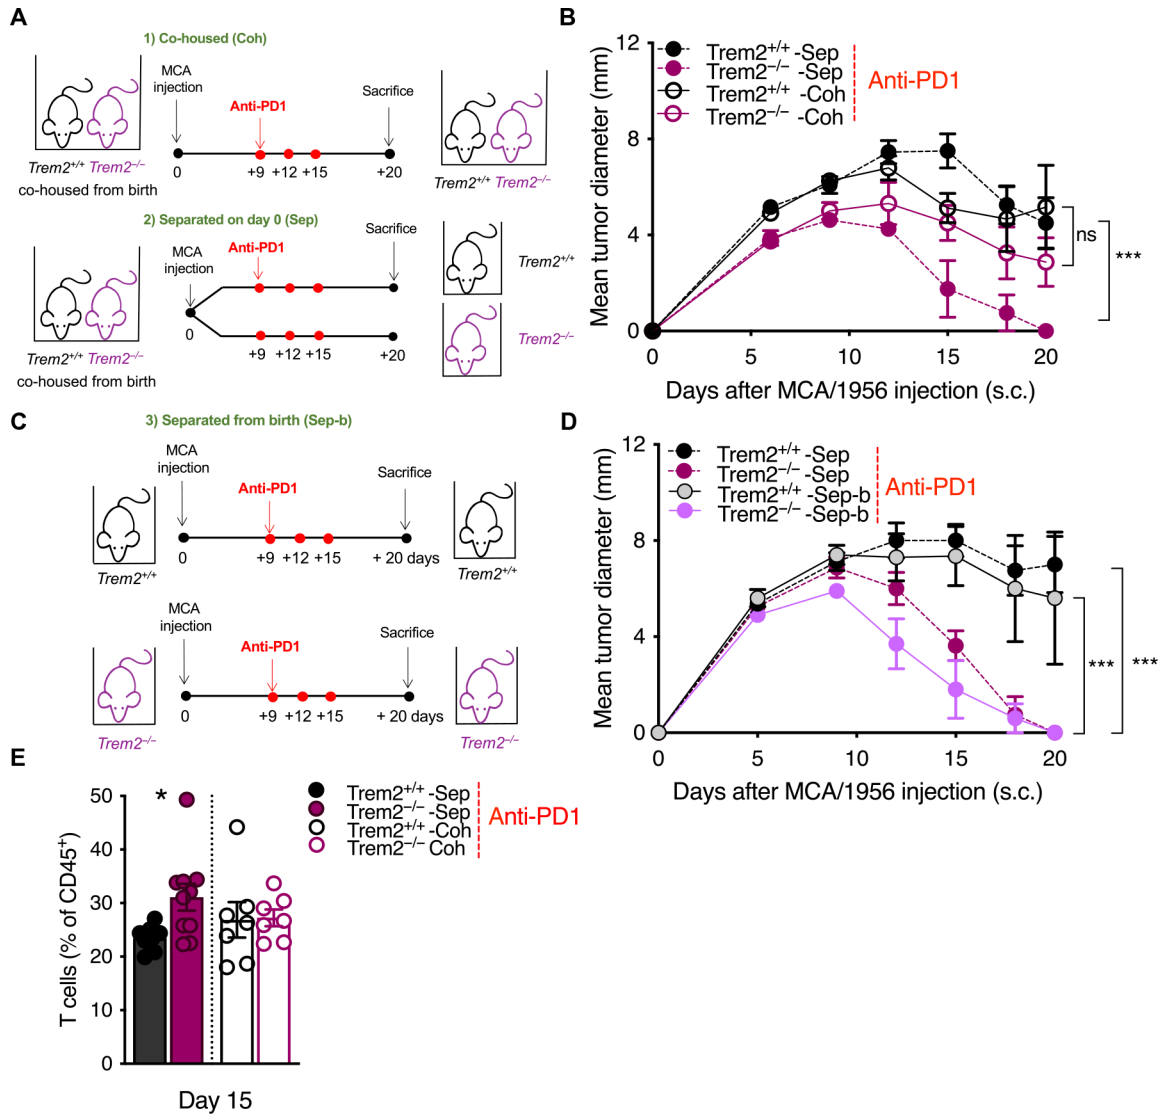 A
1) Co-housed (Coh)
MCA
injection
Anti-PD1
Sacrifice
0
+9
+12
+15
+20
Trem2+/+ Trem2−/−
co-housed from birth
Trem2+/+ Trem2−/−
2) Separated on day 0 (Sep)
MCA
injection
Anti-PD1
Sacrifice
0
+9
+12
+15
+20
Trem2+/+ Trem2−/−
co-housed from birth
Trem2+/+
Trem2−/−
B
Trem2+/+ -Sep
Trem2−/− -Sep
Trem2+/+ -Coh
Trem2−/− -Coh
Anti-PD1
Mean tumor diameter (mm)
12
8
4
0
0
5
10
15
20
ns
***
Days after MCA/1956 injection (s.c.)
C
3) Separated from birth (Sep-b)
MCA
injection
Anti-PD1
Sacrifice
0
+9
+12
+15
+ 20 days
Trem2+/+
Trem2+/+
MCA
injection
Anti-PD1
Sacrifice
0
+9
+12
+15
+ 20 days
Trem2−/−
Trem2−/−
D
Trem2+/+ -Sep
Trem2−/− -Sep
Trem2+/+ -Sep-b
Trem2−/− -Sep-b
Anti-PD1
Mean tumor diameter (mm)
12
8
4
0
0
5
10
15
20
***
***
Days after MCA/1956 injection (s.c.)
E
T cells (% of CD45+)
50
40
30
20
10
0
*
Day 15
Trem2+/+ -Sep
Trem2−/− -Sep
Trem2+/+ -Coh
Trem2−/− Coh
Anti-PD1